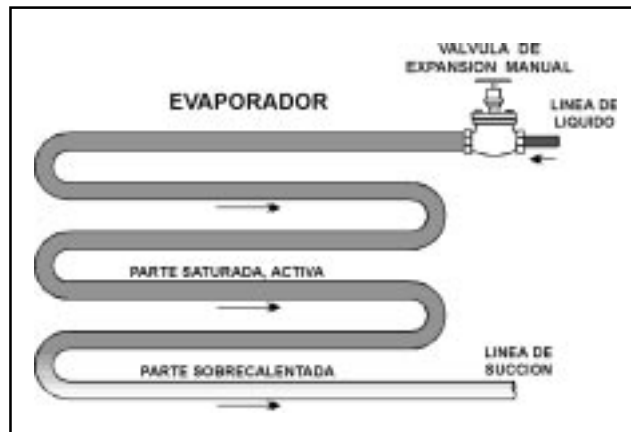 VALVULA DE
EXPANSION MANUAL
EVAPORADOR
LINEA DE
LIQUIDO
PARTE SATURADA, ACTIVA
PARTE SOBRECALENTADA
LINEA DE
SUCCION